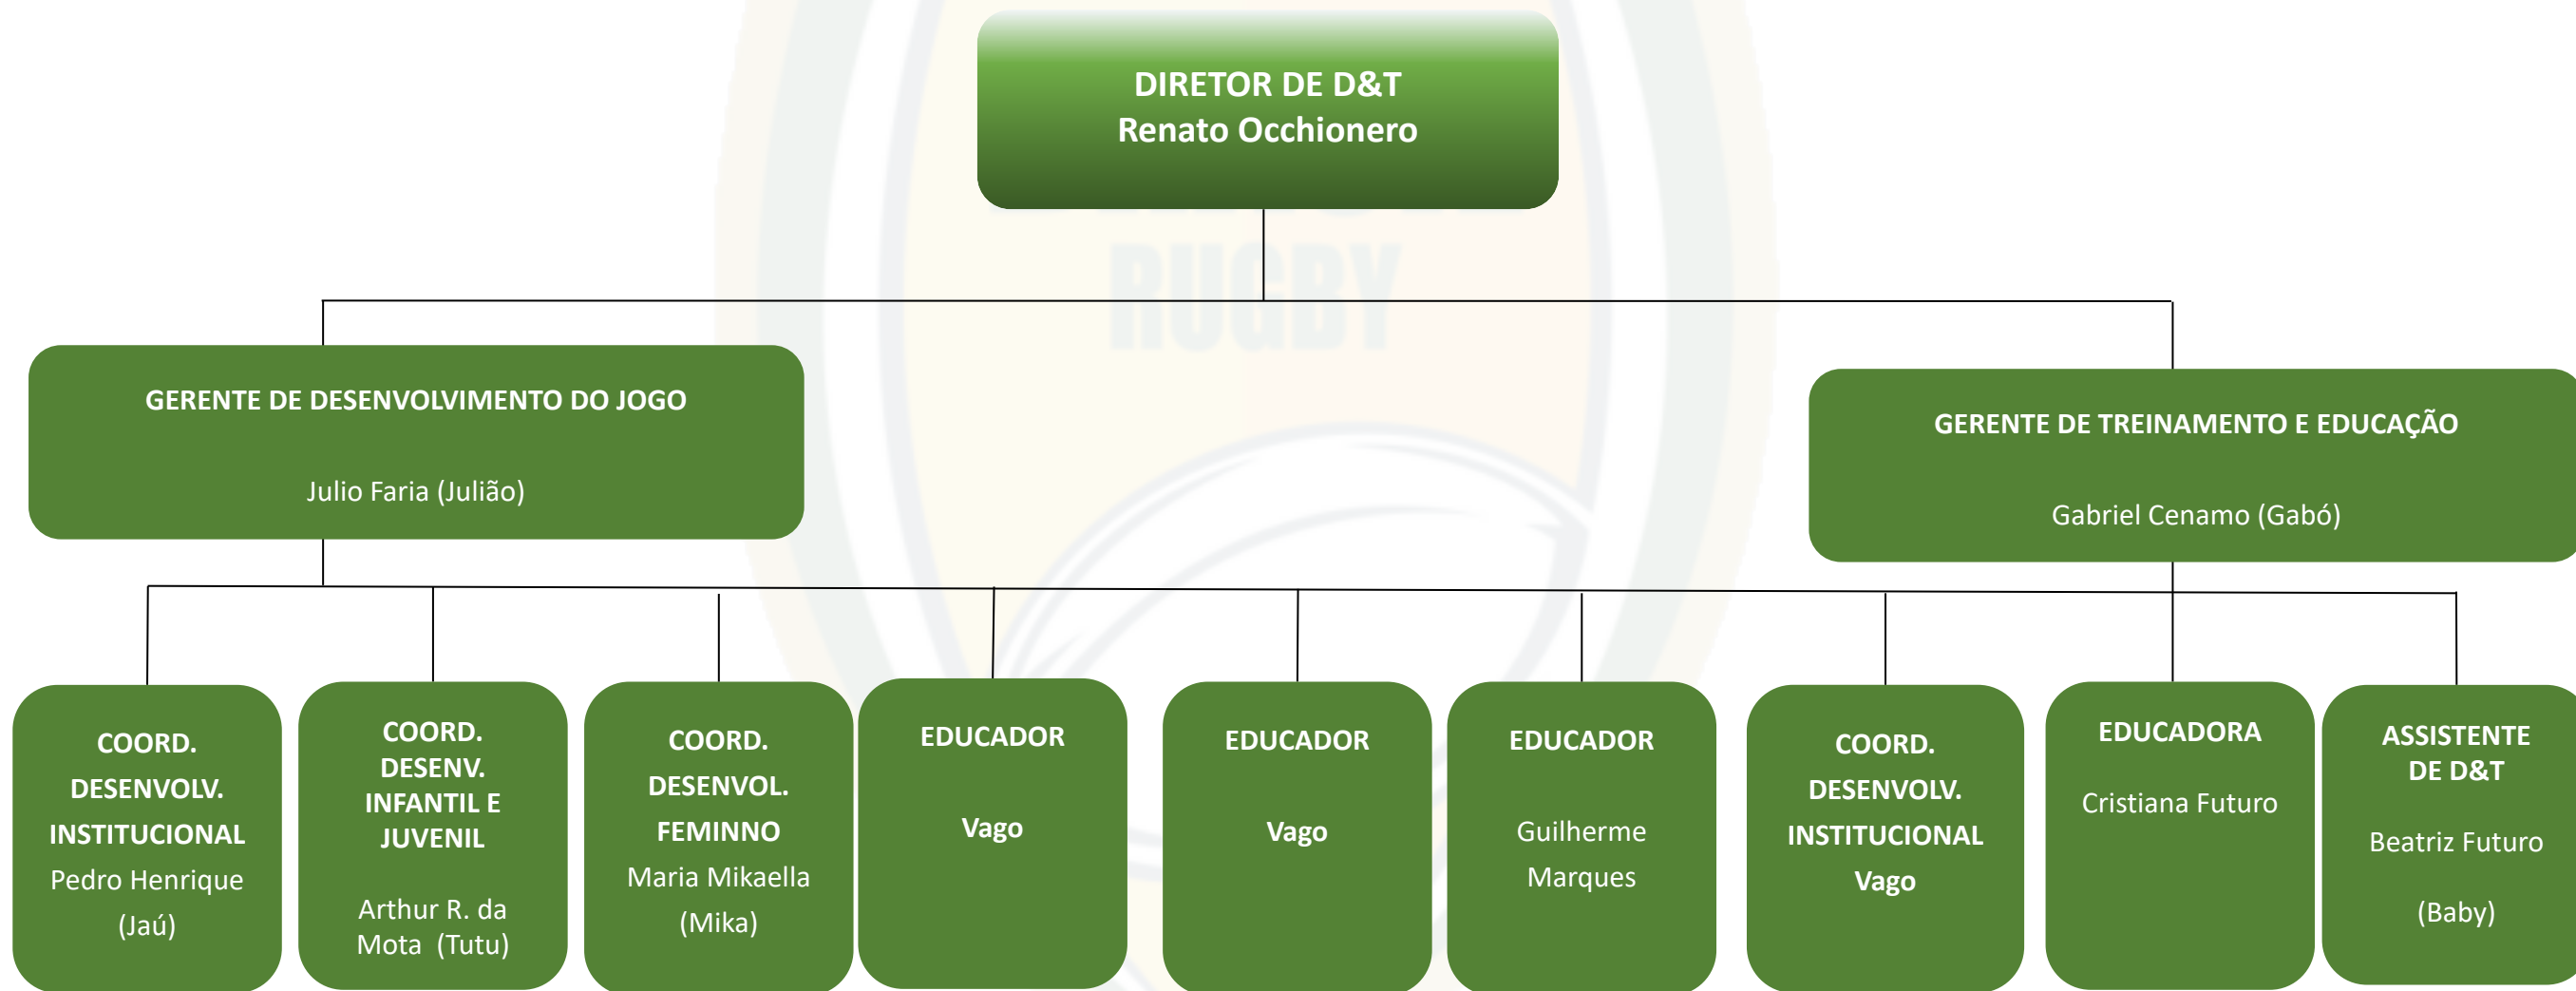 DIRETOR DE D&T
Renato Occhionero
RUGBY
GERENTE DE DESENVOLVIMENTO DO JOGO
Julio Faria (Julião)
GERENTE DE TREINAMENTO E EDUCAÇÃO
Gabriel Cenamo (Gabó)
COORD.
DESENVOLV.
INSTITUCIONAL
Pedro Henrique
(Jaú)
COORD.
DESENV.
INFANTIL E
JUVENIL
Arthur R. da
Mota (Tutu)
COORD.
DESENVOL.
FEMINNO
Maria Mikaella
(Mika)
EDUCADOR
Vago
EDUCADOR
Vago
EDUCADOR
Guilherme
Marques
COORD.
DESENVOLV.
INSTITUCIONAL
Vago
EDUCADORA
Cristiana Futuro
ASSISTENTE
DE D&T
Beatriz Futuro
(Baby)